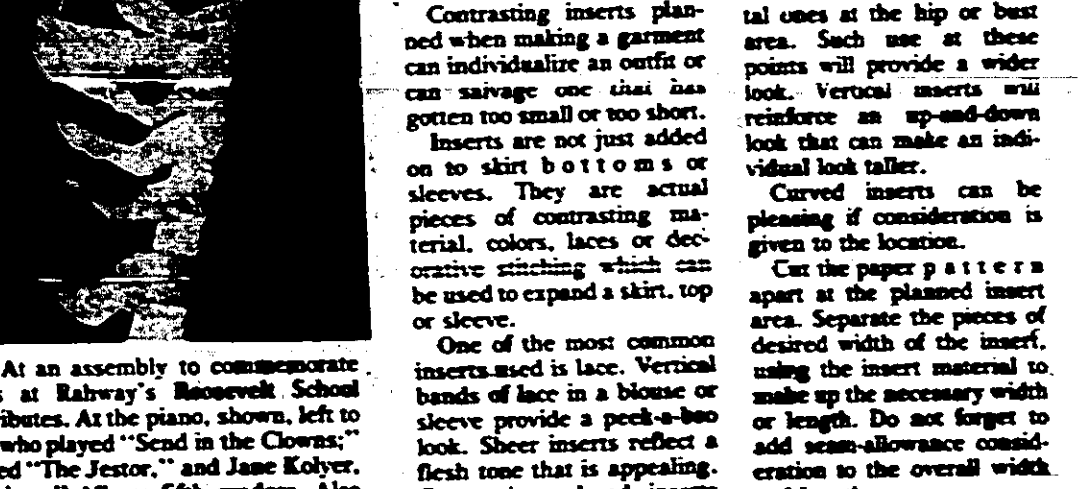 At an assembly to commemorate
s at Rahway's Roosevelt School
ributes. At the piano, shown, left to
who played "Send in the Clowns;"
ed "The Jestor," and Jane Kolyer,
Contrasting inserts plan-
ned when making a garment
can individualize an outfit or
can salvage one that has
gotten too small or too short.
Inserts are not just added
on to skirt bottoms or
sleeves. They are actual
pieces of contrasting ma-
terial, colors, laces or dec-
orative stitching which can
be used to expand a skirt, top
or sleeve.
One of the most common
inserts used is lace. Vertical
bands of lace in a blouse or
sleeve provide a peek-a-boo
look. Sheer inserts reflect a
flesh tone that is appealing.
tal ones at the hip or bust
area. Such use at these
points will provide a wider
look. Vertical inserts will
reinforce an up-and-down
look that can make an indi-
vidual look taller.
Curved inserts can be
pleasing if consideration is
given to the location.
Cut the paper pattern
apart at the planned insert
area. Separate the pieces of
desired width of the insert,
using the insert material to
make up the necessary width
or length. Do not forget to
add seam-allowance consid-
eration to the overall width